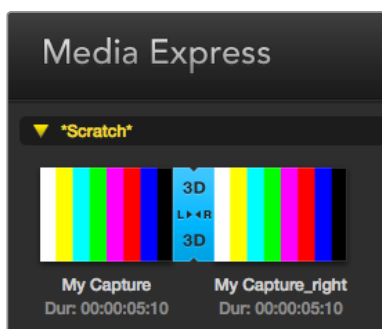 Media Express
*Scratch*
3D
L R
3D
My Capture
Dur: 00:00:05:10
My Capture_right
Dur: 00:00:05:10